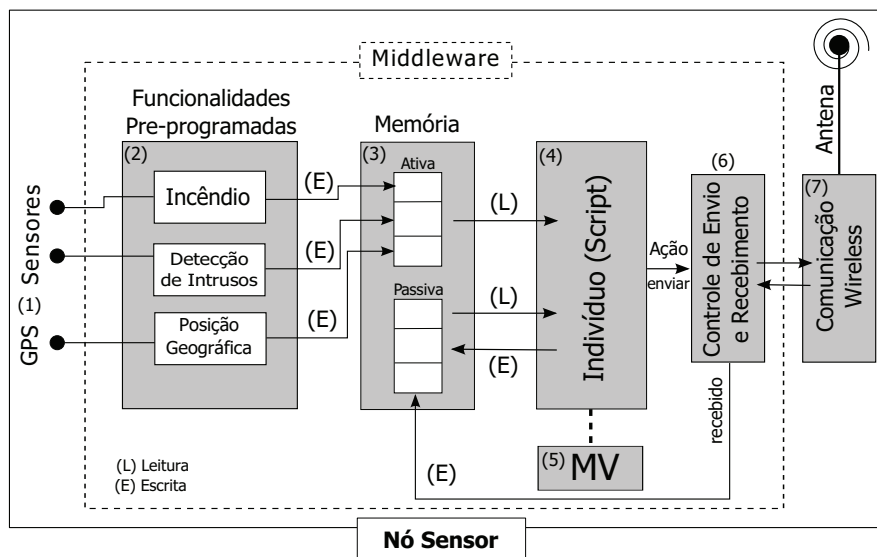 Middleware
Antena
Funcionalidades
Pre-programadas
Memória
(2)
(3)
(4)
(6)
(7)
Ativa
Incêndio
(E)
(L)
Sensores
Detecção
de Intrusos
(E)
Indivíduo (Script)
Ação
enviar
Controle de Envio
e Recebimento
Comunicação
Wireless
(1)
GPS
Posição
Geográfica
(E)
Passiva
(L)
(E)
recebido
(5) MV
(E)
(L) Leitura
(E) Escrita
Nó Sensor